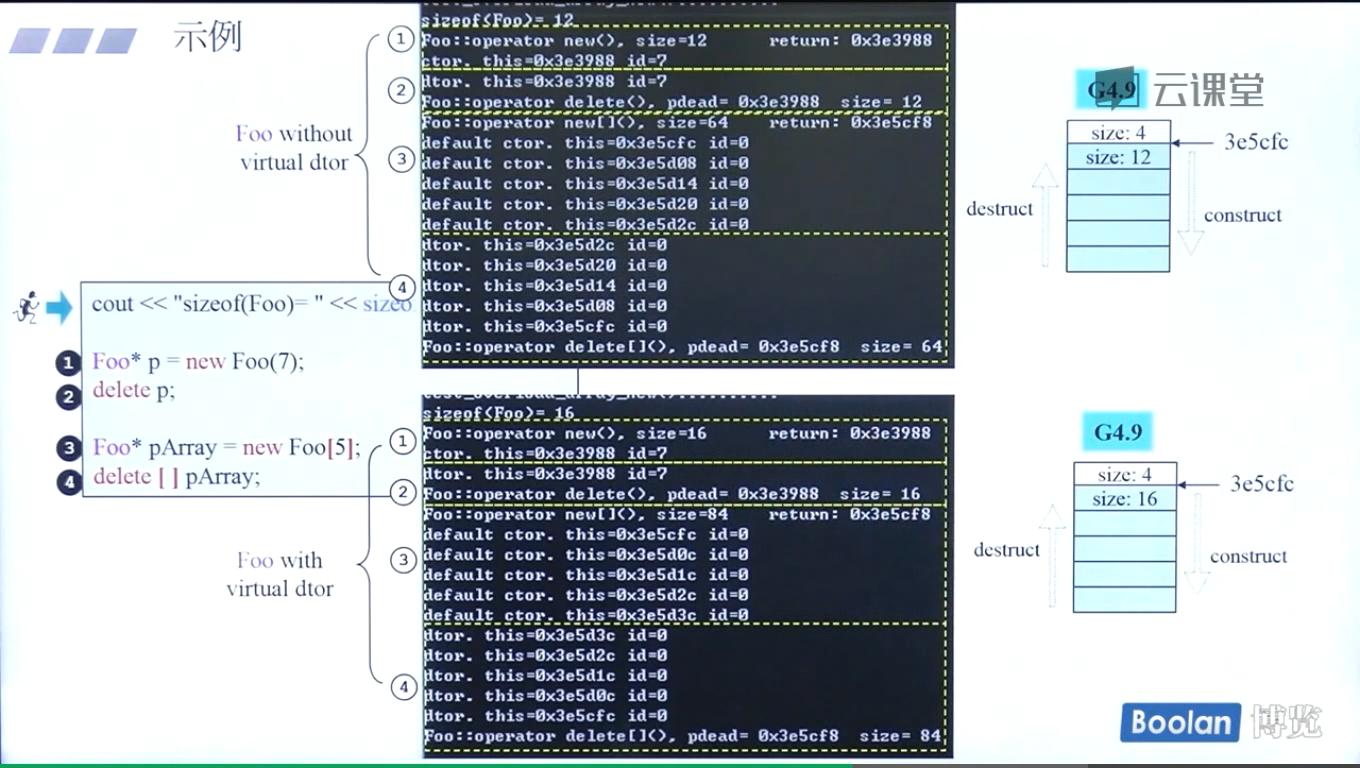 示例
云课堂
Foo without
virtual dtor
①
②
③
④
sizeof(Foo)= 12
Foo::operator new(), size=12 return: 0x3e3988
ctor. this=0x3e3988 id=7
dtor. this=0x3e3988 id=7
Foo::operator delete(), pdead= 0x3e3988 size= 12
Foo::operator new[](), size=64 return: 0x3e5cf8
default ctor. this=0x3e5cfc id=0
default ctor. this=0x3e5d08 id=0
default ctor. this=0x3e5d14 id=0
default ctor. this=0x3e5d20 id=0
default ctor. this=0x3e5d2c id=0
dtor. this=0x3e5d2c id=0
dtor. this=0x3e5d20 id=0
dtor. this=0x3e5d14 id=0
dtor. this=0x3e5d08 id=0
dtor. this=0x3e5cfc id=0
Foo::operator delete[](), pdead= 0x3e5cf8 size= 64
G4.9
size: 4
size: 12
3e5cfc
destruct
construct
cout << "sizeof(Foo)= " << sizeo
1 Foo* p = new Foo(7);
2 delete p;
3 Foo* pArray = new Foo[5];
4 delete [ ] pArray;
Foo with
virtual dtor
①
②
③
④
test_overload_array_new()..........
sizeof(Foo)= 16
Foo::operator new(), size=16 return: 0x3e3988
ctor. this=0x3e3988 id=7
dtor. this=0x3e3988 id=7
Foo::operator delete(), pdead= 0x3e3988 size= 16
Foo::operator new[](), size=84 return: 0x3e5cf8
default ctor. this=0x3e5cfc id=0
default ctor. this=0x3e5d0c id=0
default ctor. this=0x3e5d1c id=0
default ctor. this=0x3e5d2c id=0
default ctor. this=0x3e5d3c id=0
dtor. this=0x3e5d3c id=0
dtor. this=0x3e5d2c id=0
dtor. this=0x3e5d1c id=0
dtor. this=0x3e5d0c id=0
dtor. this=0x3e5cfc id=0
Foo::operator delete[](), pdead= 0x3e5cf8 size= 84
G4.9
size: 4
size: 16
3e5cfc
destruct
construct
Boolan 博览